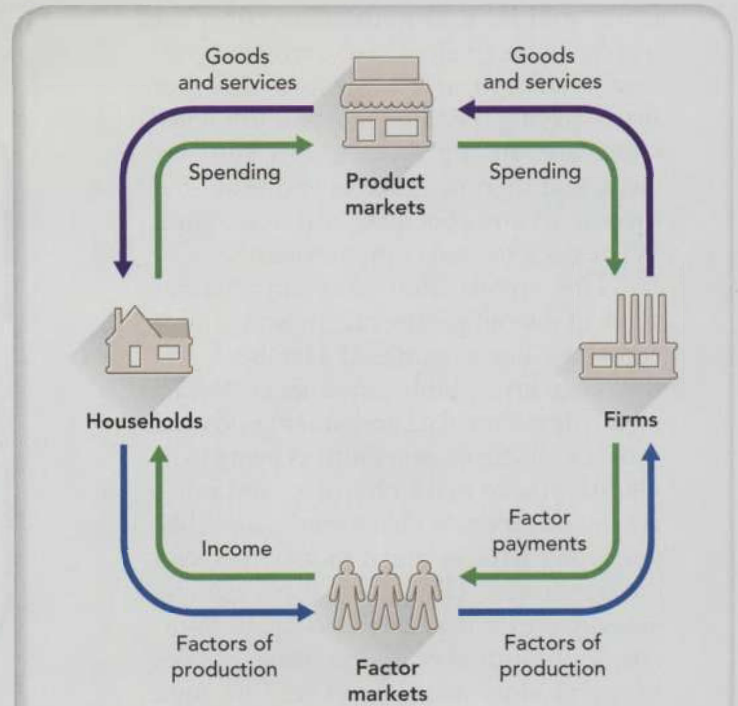 Goods
and services
Goods
and services
Spending
Product
markets
Spending
Households
Firms
Income
Factor
payments
Factors of
production
Factor
markets
Factors of
production